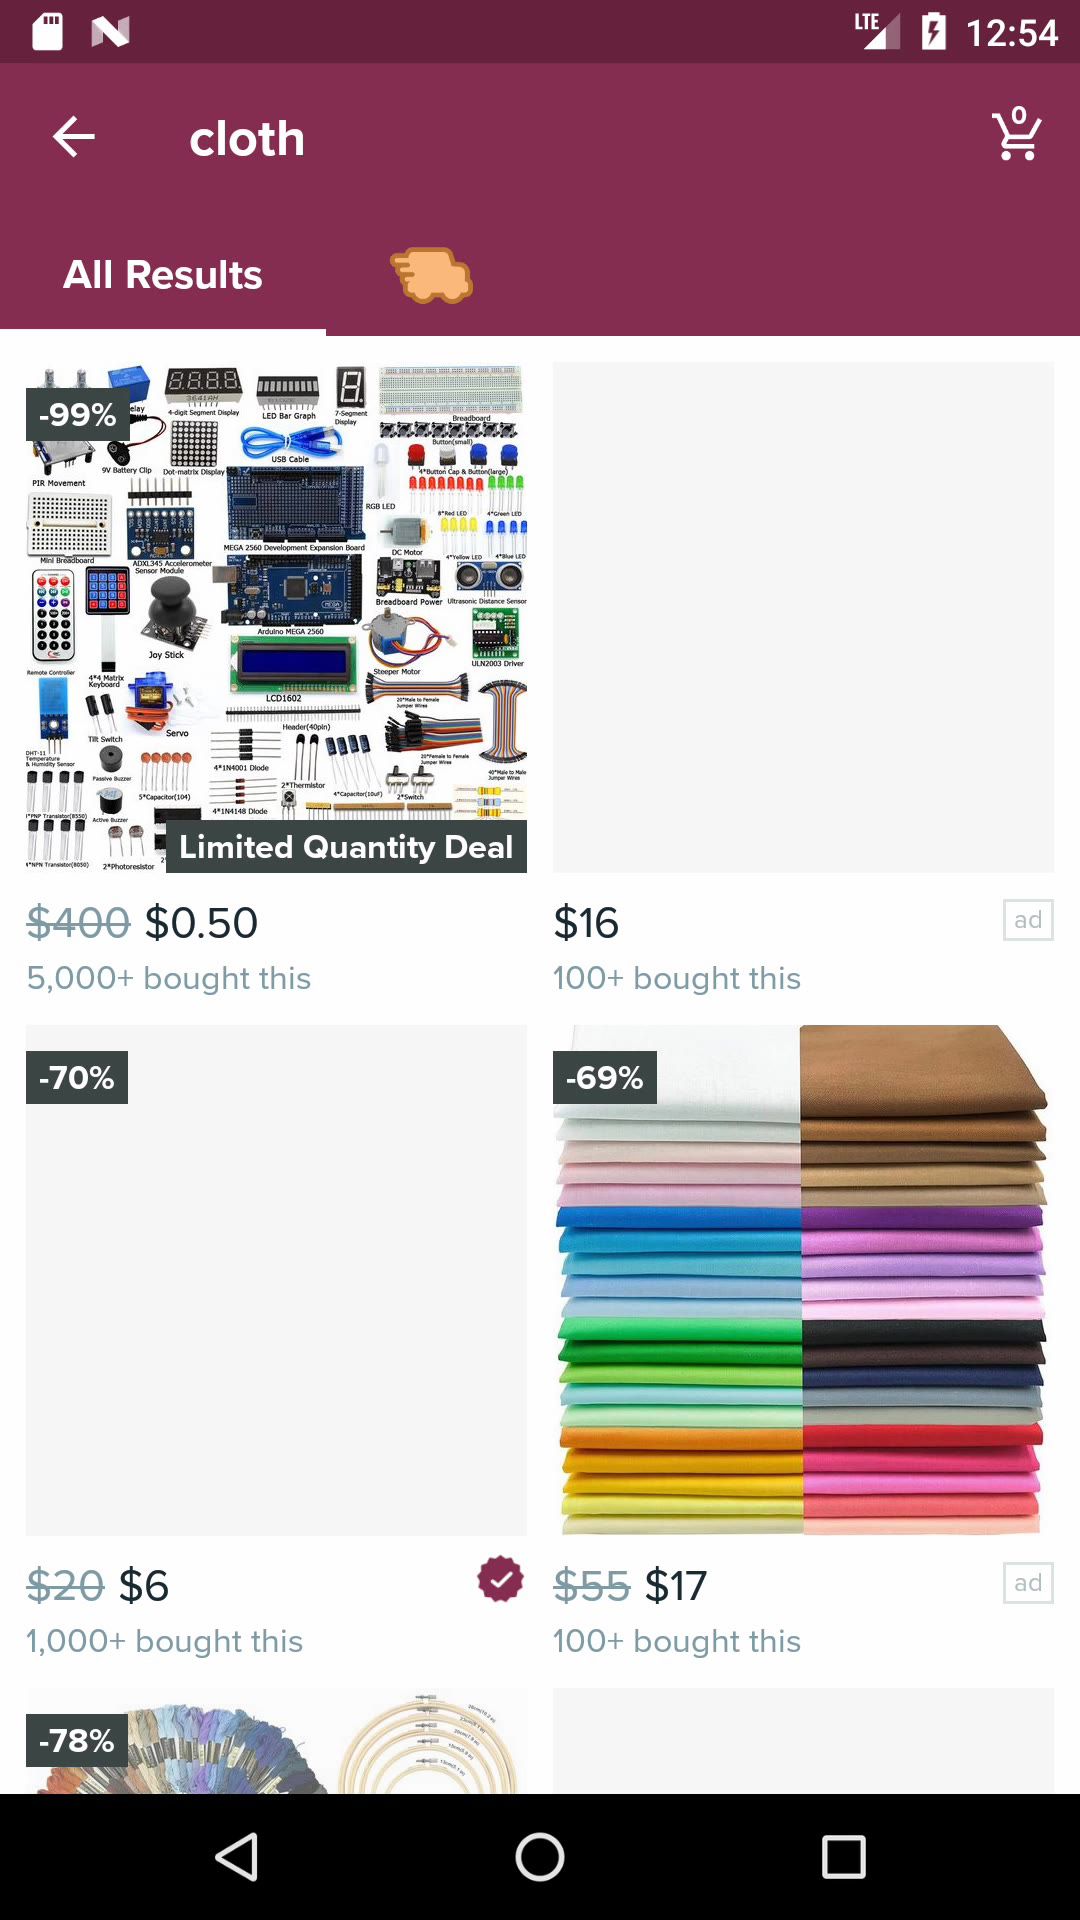 LTE 12:54
cloth
0
All Results
-99%
Relay
4-digit Segment Display
LED Bar Graph
7-Segment
Display
Breadboard
Button(small)
9V Battery Clip
Dot-matrix Display
USB Cable
4*Button Cap & Button(large)
PIR Movement
RGB LED
8*Red LED
4*Green LED
Mini Breadboard
ADXL345 Accelerometer
Sensor Module
MEGA 2560 Development Expansion Board
DC Motor
4*Yellow LED
4*Blue LED
Remote Controller
4*4 Matrix
Keyboard
Joy Stick
Arduino MEGA 2560
Breadboard Power
Ultrasonic Distance Sensor
LCD1602
Steeper Motor
ULN2003 Driver
DHT-11
Temperature
& Humidity Sensor
Tilt Switch
Servo
Header(40pin)
20*Male to Female
Jumper Wires
Passive Buzzer
5*Capacitor(104)
4*1N4001 Diode
2*Thermistor
4*Capacitor(10uF)
20*Female to Female
Jumper Wires
2*Switch
40*Male to Male
Jumper Wires
*PNP Transistor(8550)
Active Buzzer
4*1N4148 Diode
*NPN Transistor(8050)
2*Photoresistor
Limited Quantity Deal
$400 $0.50
5,000+ bought this
$16
ad
100+ bought this
-70%
-69%
$20 $6
1,000+ bought this
$55 $17
ad
100+ bought this
-78%